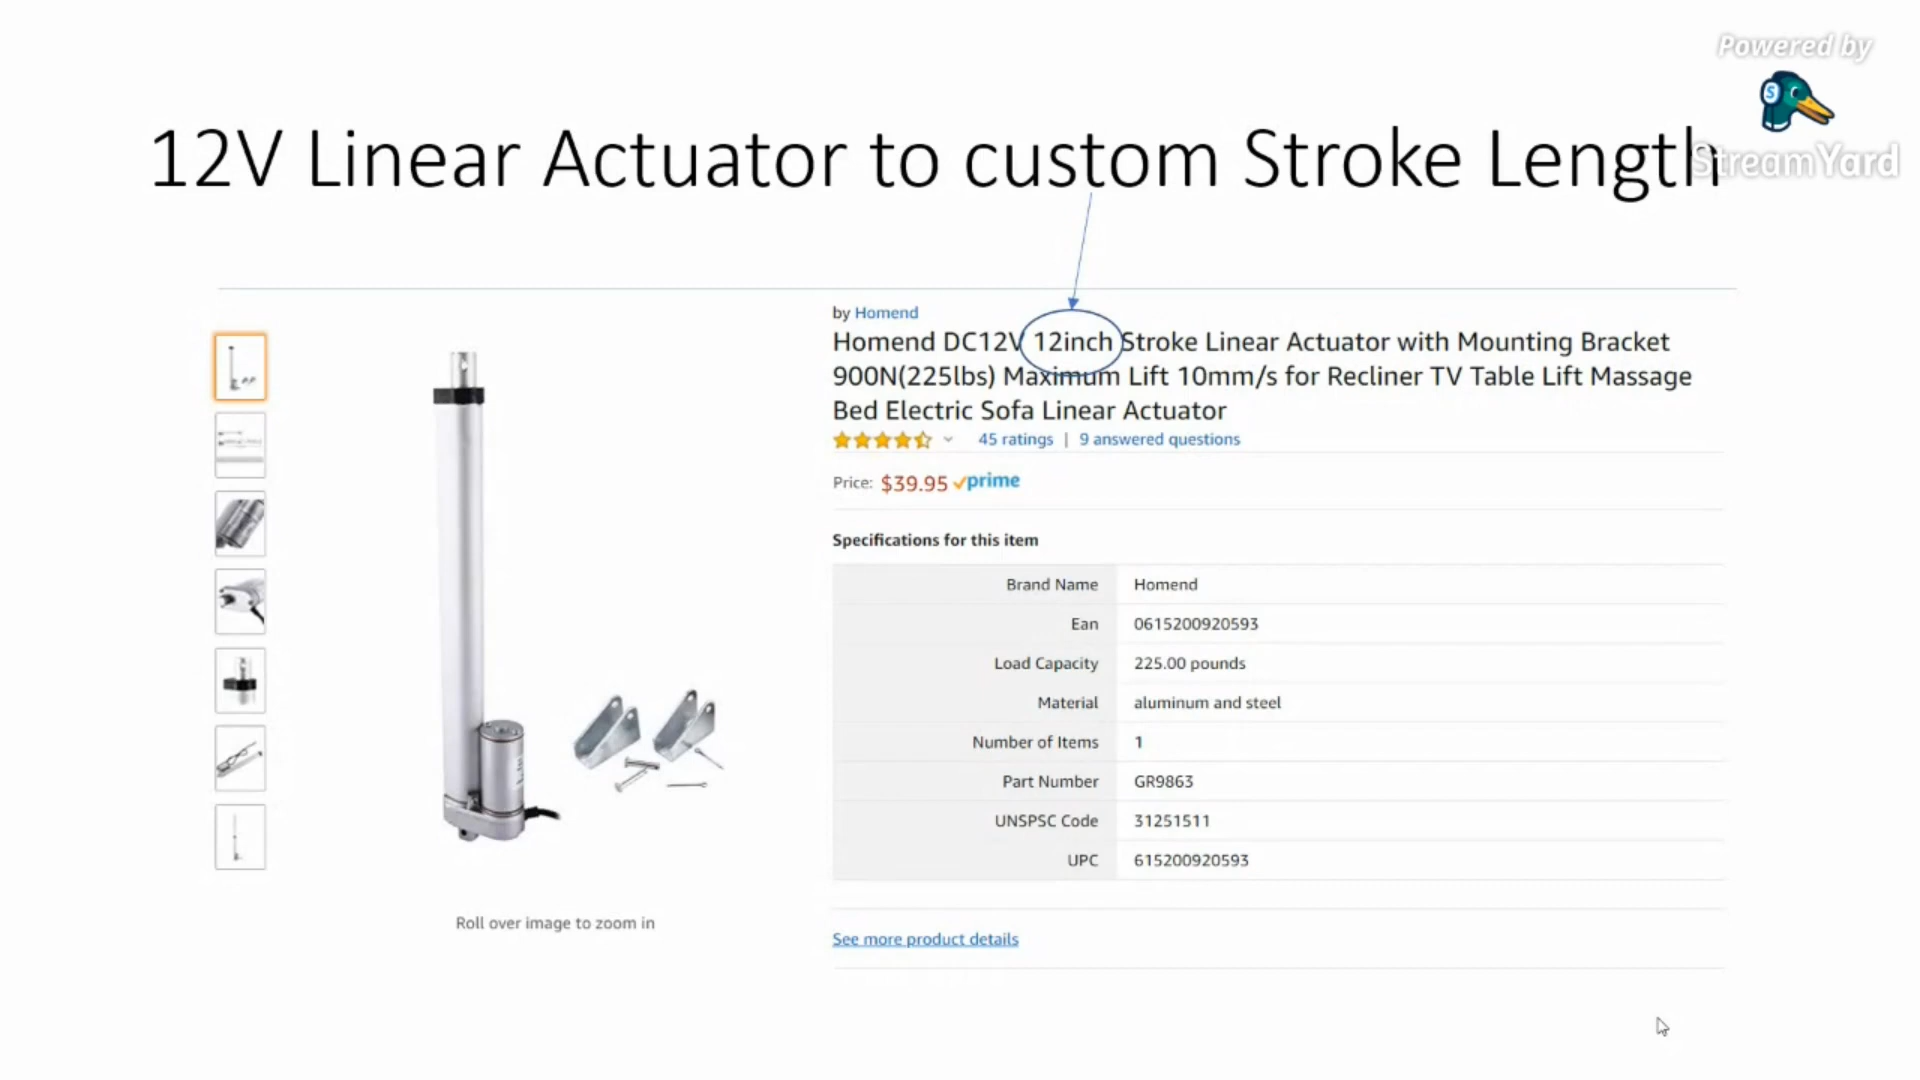 Powered by
StreamYard
12V Linear Actuator to custom Stroke Length
by Homend
Homend DC12V 12inch Stroke Linear Actuator with Mounting Bracket
900N(225lbs) Maximum Lift 10mm/s for Recliner TV Table Lift Massage
Bed Electric Sofa Linear Actuator
45 ratings | 9 answered questions
Price: $39.95 prime
Specifications for this item
Brand Name Homend
Ean 0615200920593
Load Capacity 225.00 pounds
Material aluminum and steel
Number of Items 1
Part Number GR9863
UNSPSC Code 31251511
UPC 615200920593
Roll over image to zoom in
See more product details